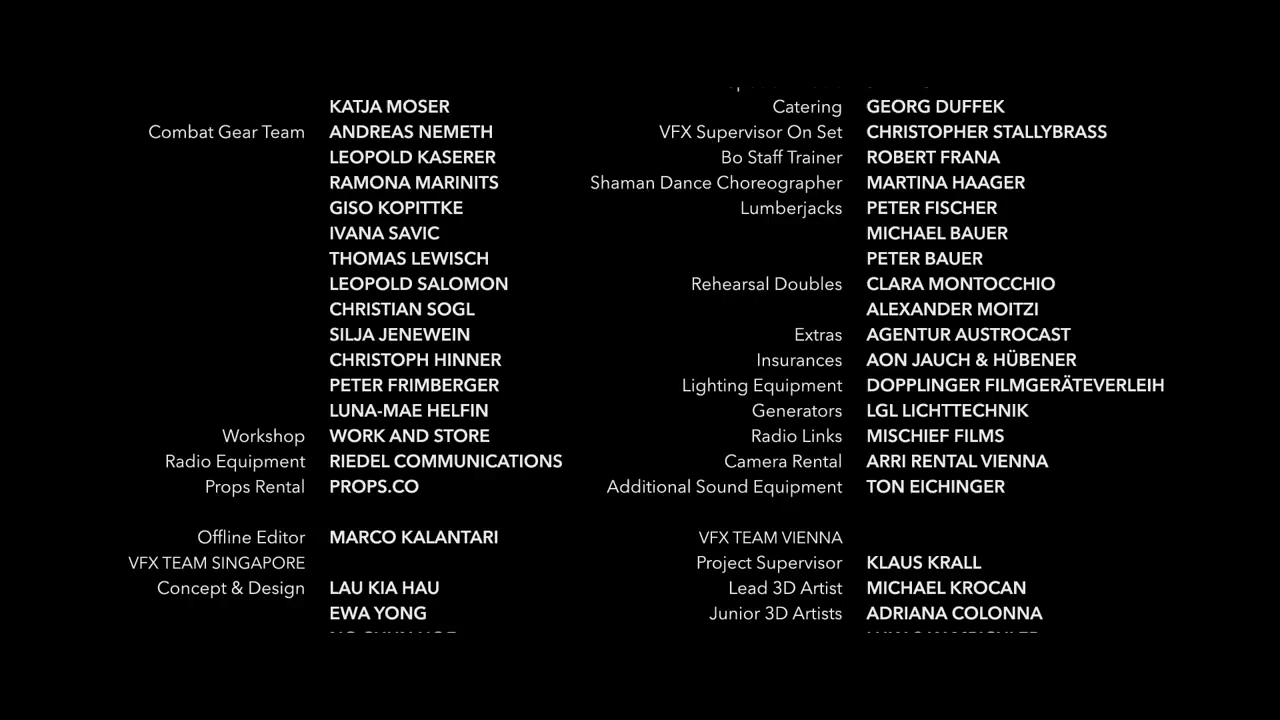 KATJA MOSER
Combat Gear Team ANDREAS NEMETH
LEOPOLD KASERER
RAMONA MARINITS
GISO KOPITTKE
IVANA SAVIC
THOMAS LEWISCH
LEOPOLD SALOMON
CHRISTIAN SOGL
SILJA JENEWEIN
CHRISTOPH HINNER
PETER FRIMBERGER
LUNA-MAE HELFIN
Workshop WORK AND STORE
Radio Equipment RIEDEL COMMUNICATIONS
Props Rental PROPS.CO
Offline Editor MARCO KALANTARI
VFX TEAM SINGAPORE
Concept & Design LAU KIA HAU
EWA YONG
Catering GEORG DUFFEK
VFX Supervisor On Set CHRISTOPHER STALLYBRASS
Bo Staff Trainer ROBERT FRANA
Shaman Dance Choreographer MARTINA HAAGER
Lumberjacks PETER FISCHER
MICHAEL BAUER
PETER BAUER
Rehearsal Doubles CLARA MONTOCCHIO
ALEXANDER MOITZI
Extras AGENTUR AUSTROCAST
Insurances AON JAUCH & HÜBENER
Lighting Equipment DOPPLINGER FILMGERÄTEVERLEIH
Generators LGL LICHTTECHNIK
Radio Links MISCHIEF FILMS
Camera Rental ARRI RENTAL VIENNA
Additional Sound Equipment TON EICHINGER
VFX TEAM VIENNA
Project Supervisor KLAUS KRALL
Lead 3D Artist MICHAEL KROCAN
Junior 3D Artists ADRIANA COLONNA